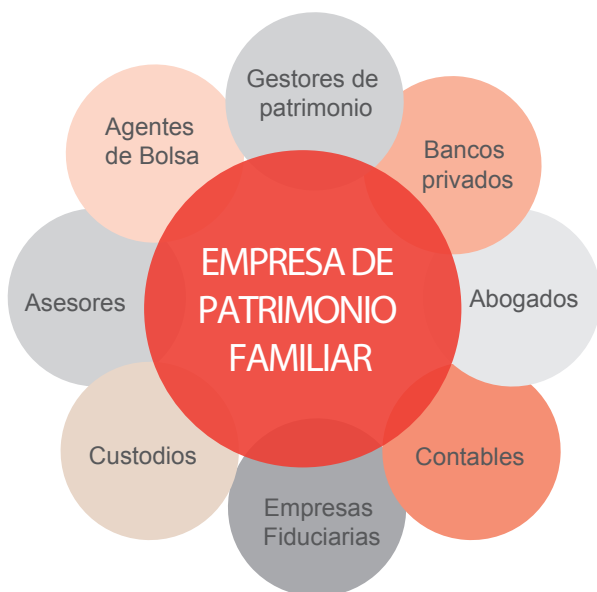 Gestores de
patrimonio
Bancos
privados
Abogados
Contables
Empresas
Fiduciarias
Custodios
Asesores
Agentes
de Bolsa
EMPRESA DE
PATRIMONIO
FAMILIAR